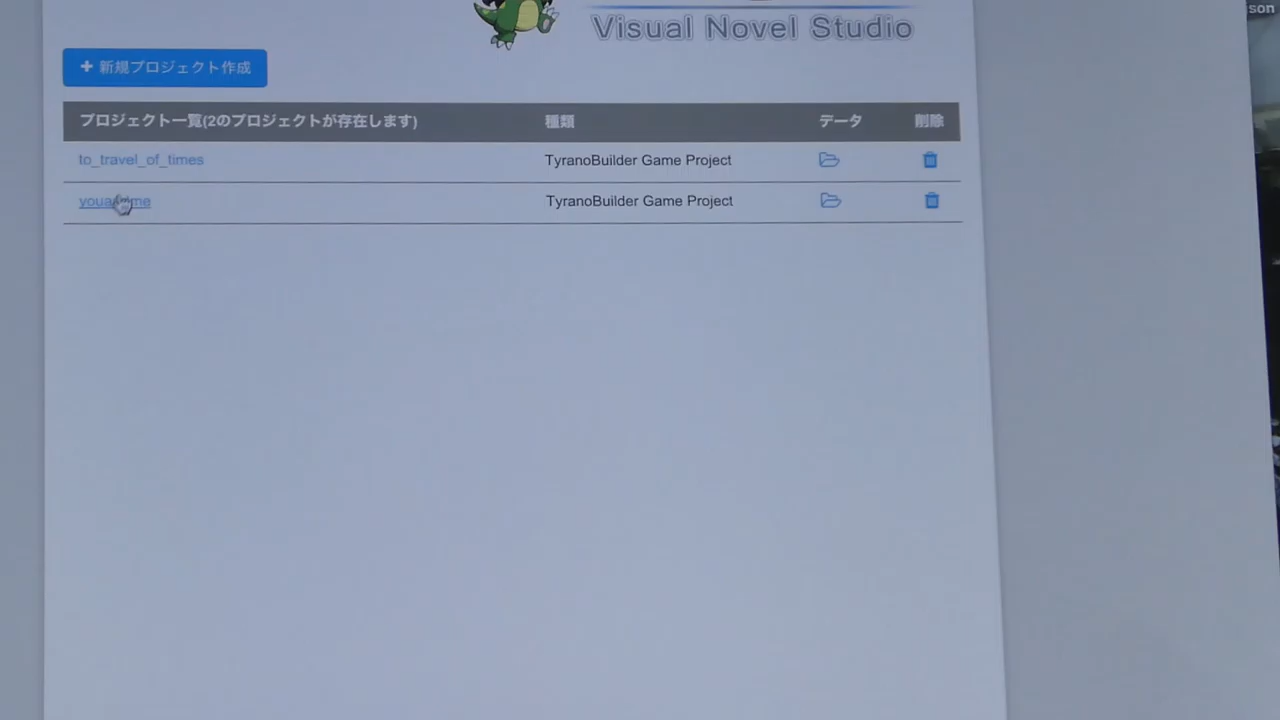 son
Visual Novel Studio
+ 新規プロジェクト作成
プロジェクト一覧(2のプロジェクトが存在します) 種類 データ 削除
to_travel_of_times TyranoBuilder Game Project
TyranoBuilder Game Project